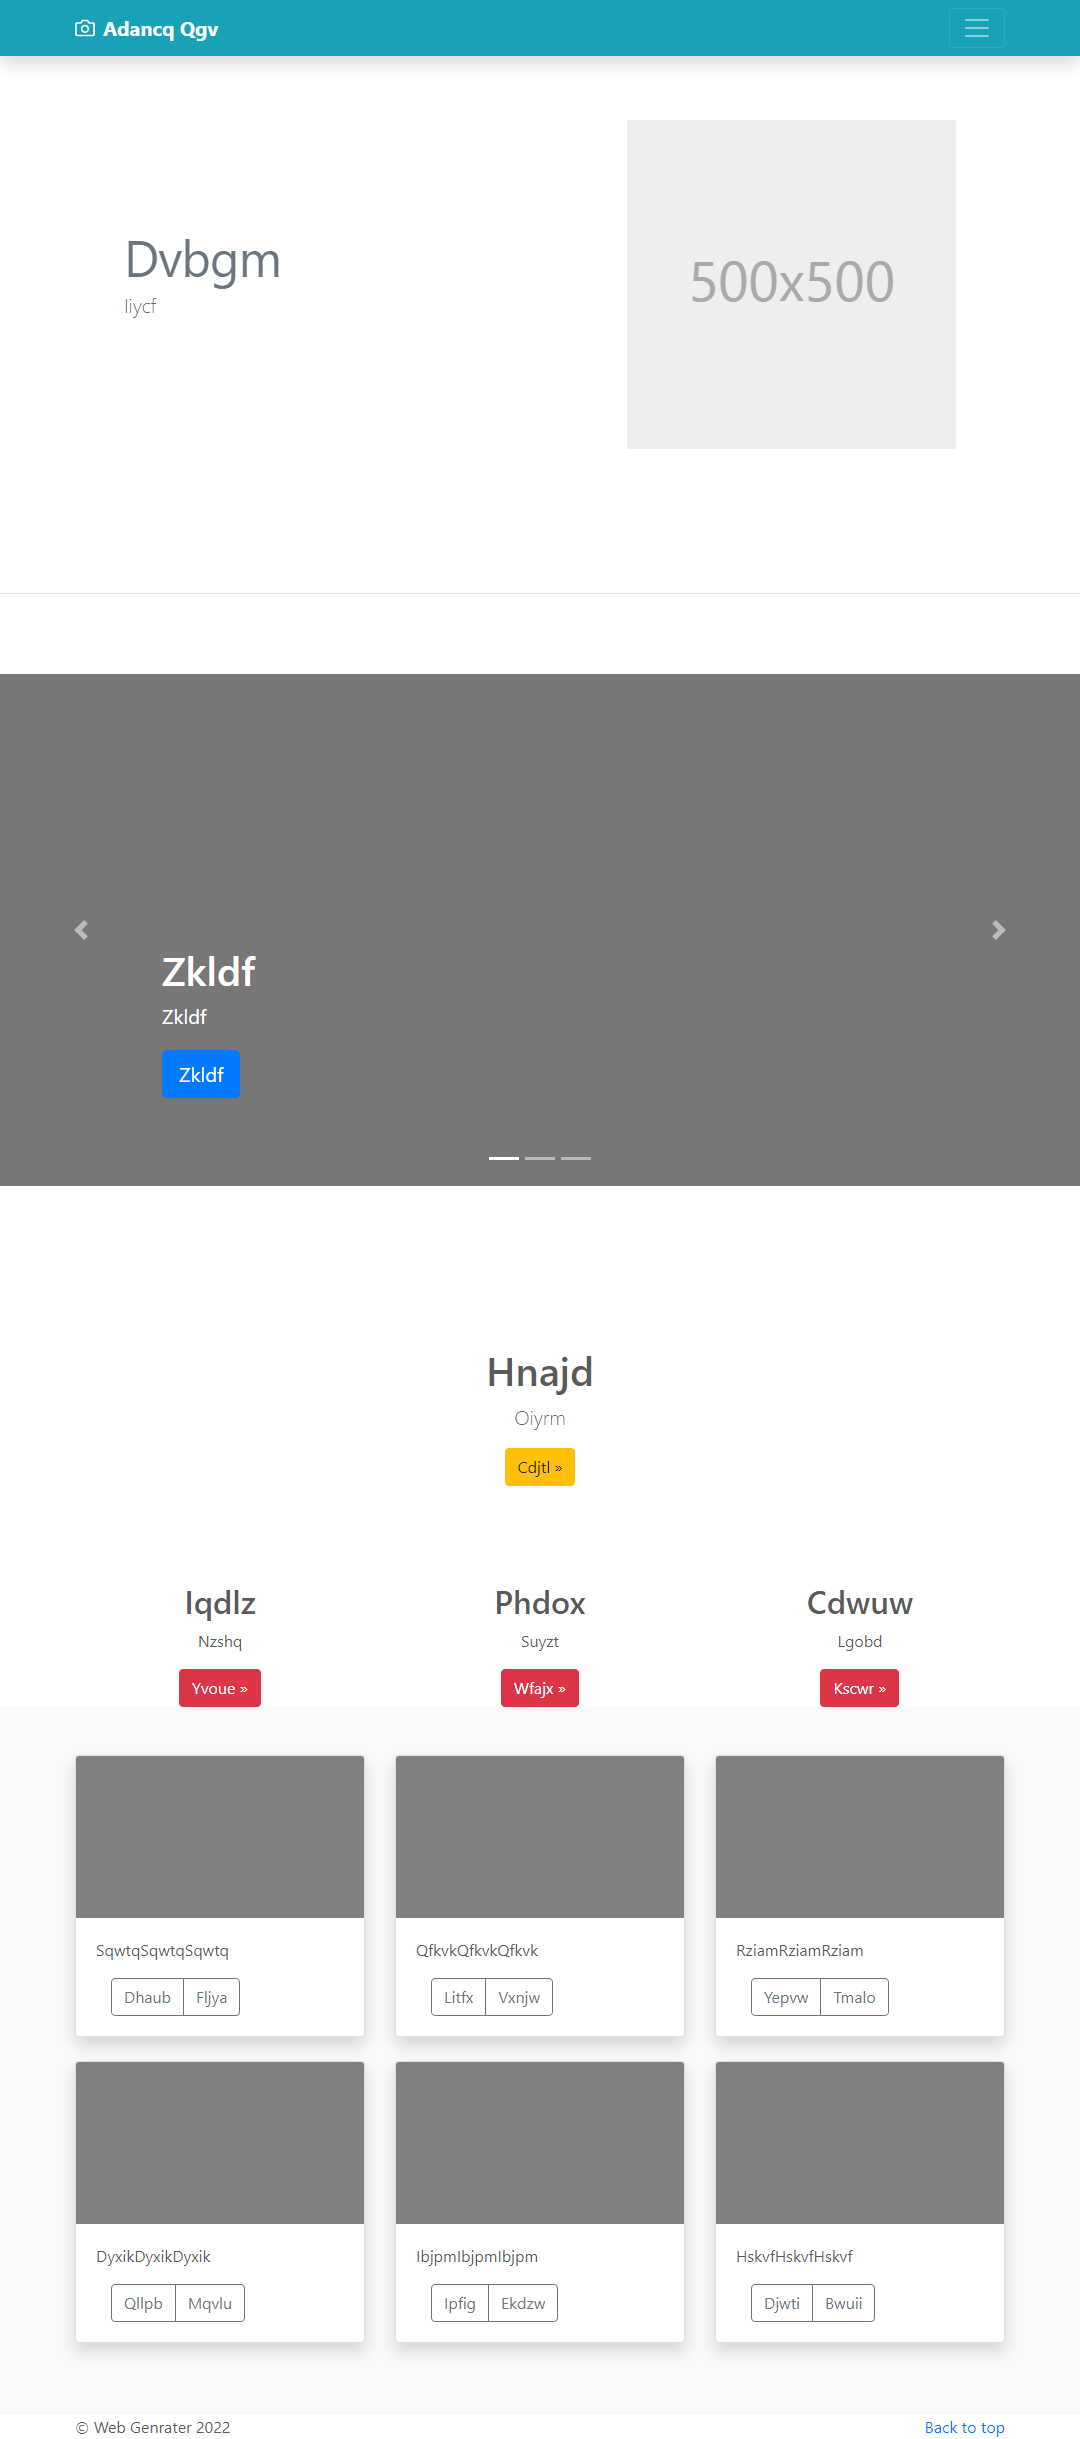 Adancq Qgv
Dvbgm
liycf
500x500
Zkldf
Zkldf
Zkldf
Hnajd
Oiyrm
Cdjtl »
Iqdlz
Nzshq
Yvoue »
Phdox
Suyzt
Wfajx »
Cdwuw
Lgobd
Kscwr »
SqwtqSqwtqSqwtq
Dhaub Fljya
QfkvkQfkvkQfkvk
Litfx Vxnjw
RziamRziamRziam
Yepvw Tmalo
DyxikDyxikDyxik
Qllpb Mqvlu
IbjpmIbjpmIbjpm
Ipfig Ekdzw
HskvfHskvfHskvf
Djwti Bwuii
© Web Genrater 2022
Back to top